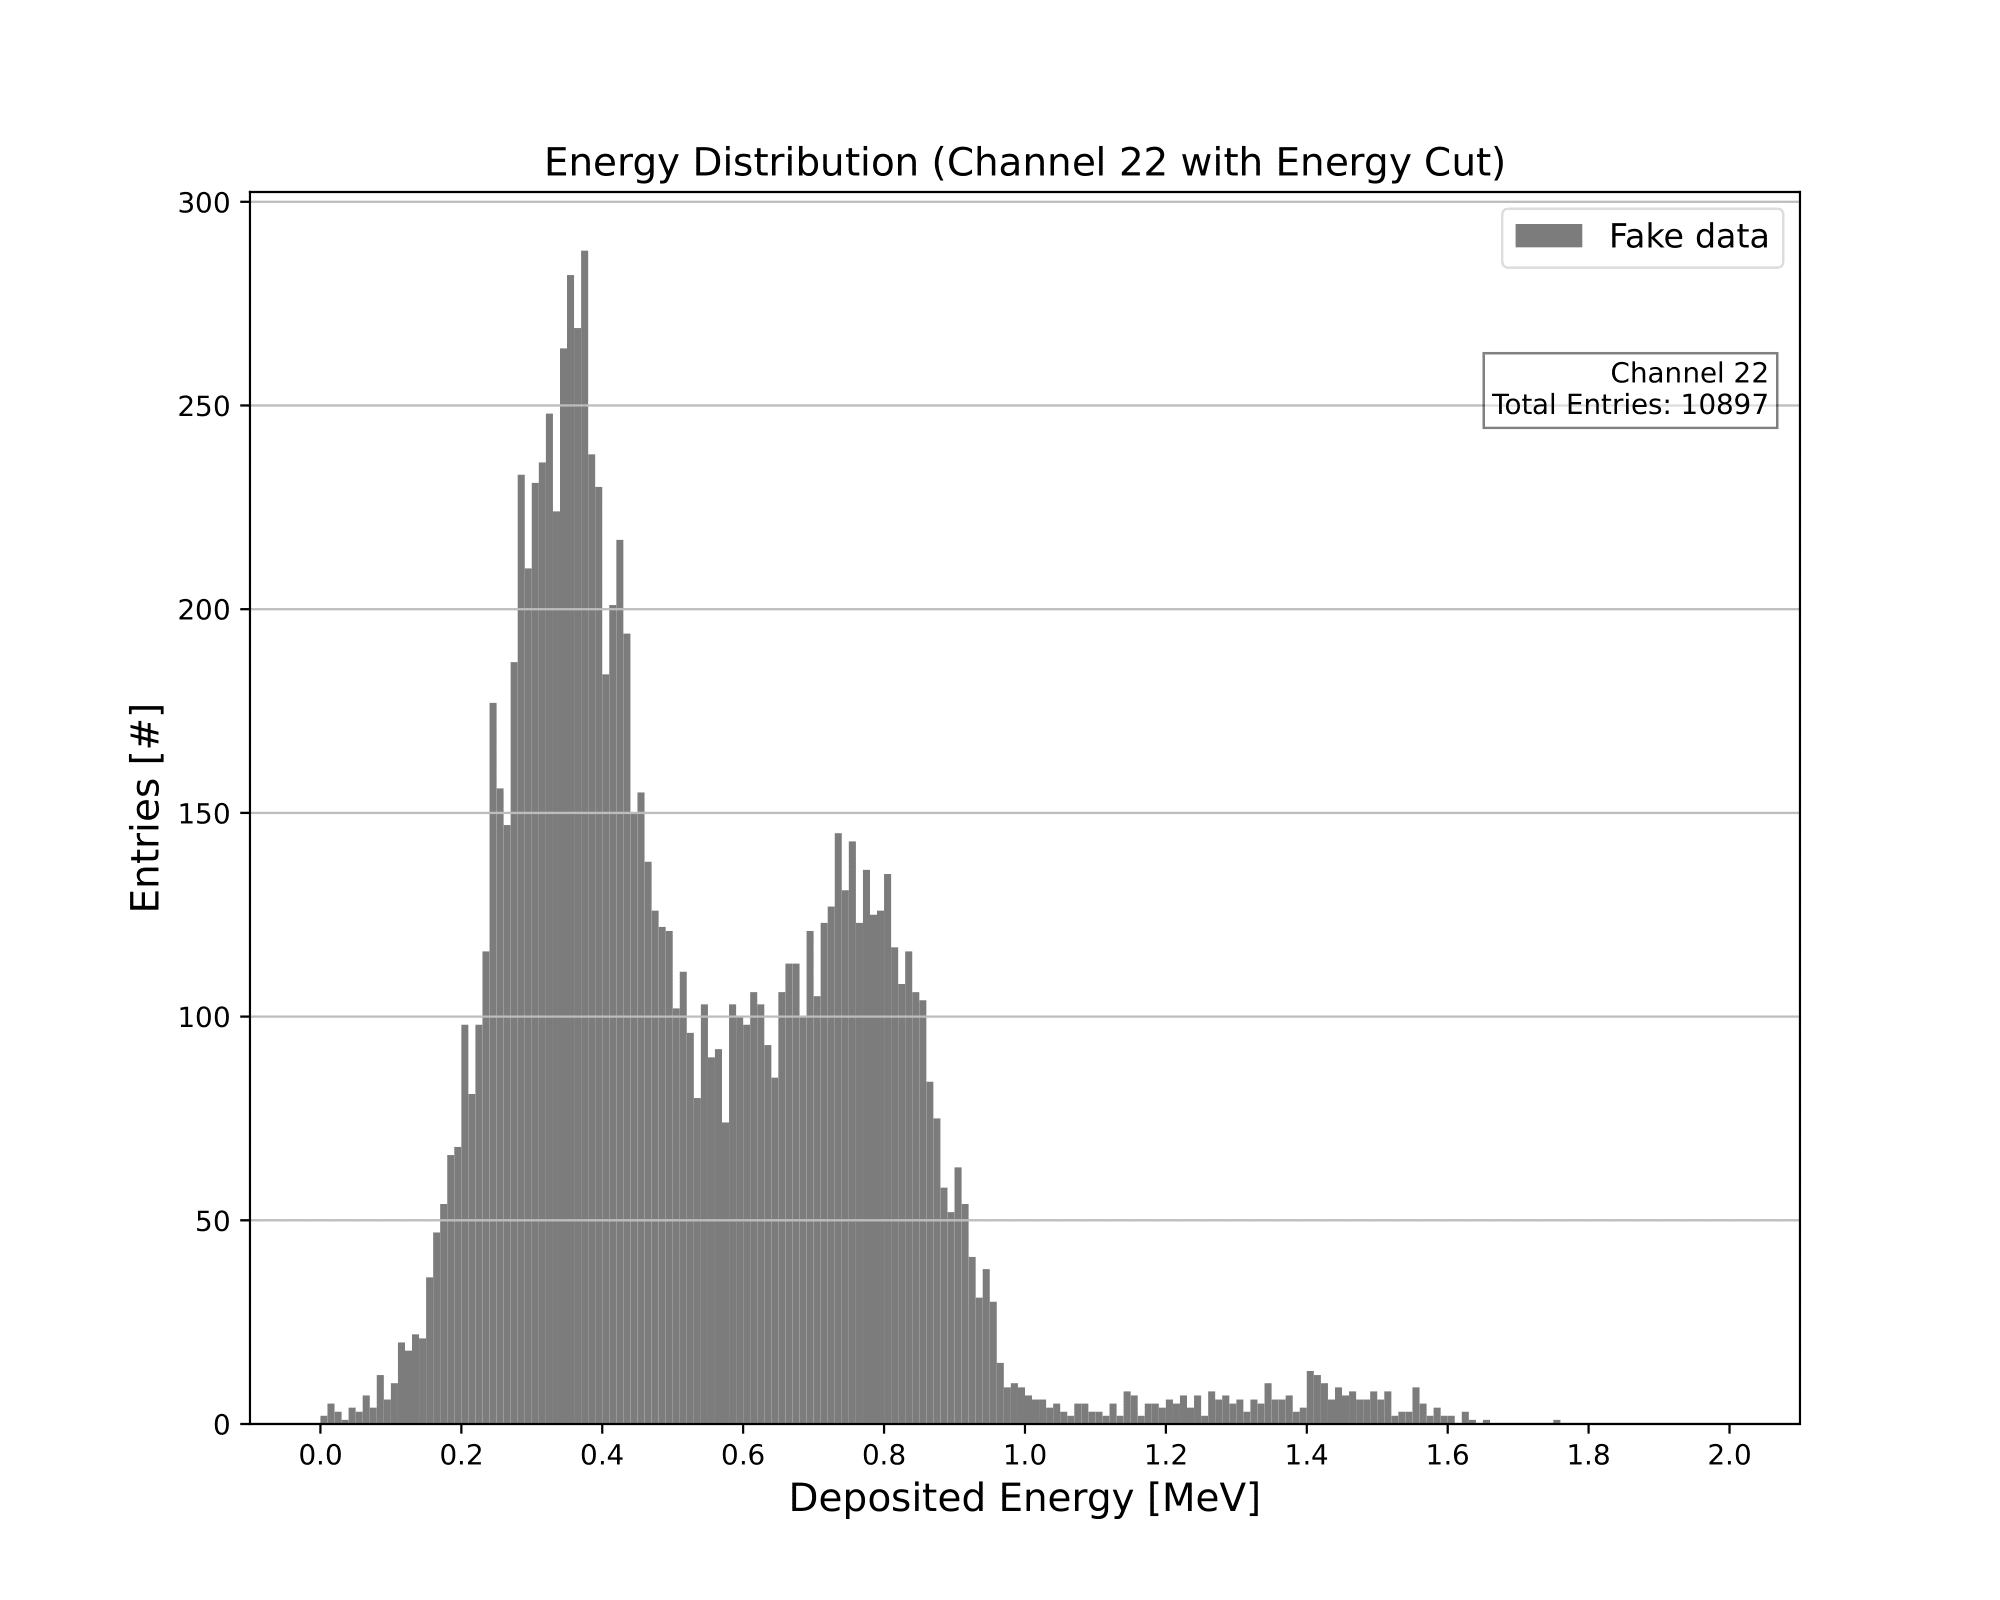 Energy Distribution (Channel 22 with Energy Cut)
300
250
200
150
100
50
0
Entries [#]
Fake data
Channel 22
Total Entries: 10897
0.0 0.2 0.4 0.6 0.8 1.0 1.2 1.4 1.6 1.8 2.0
Deposited Energy [MeV]